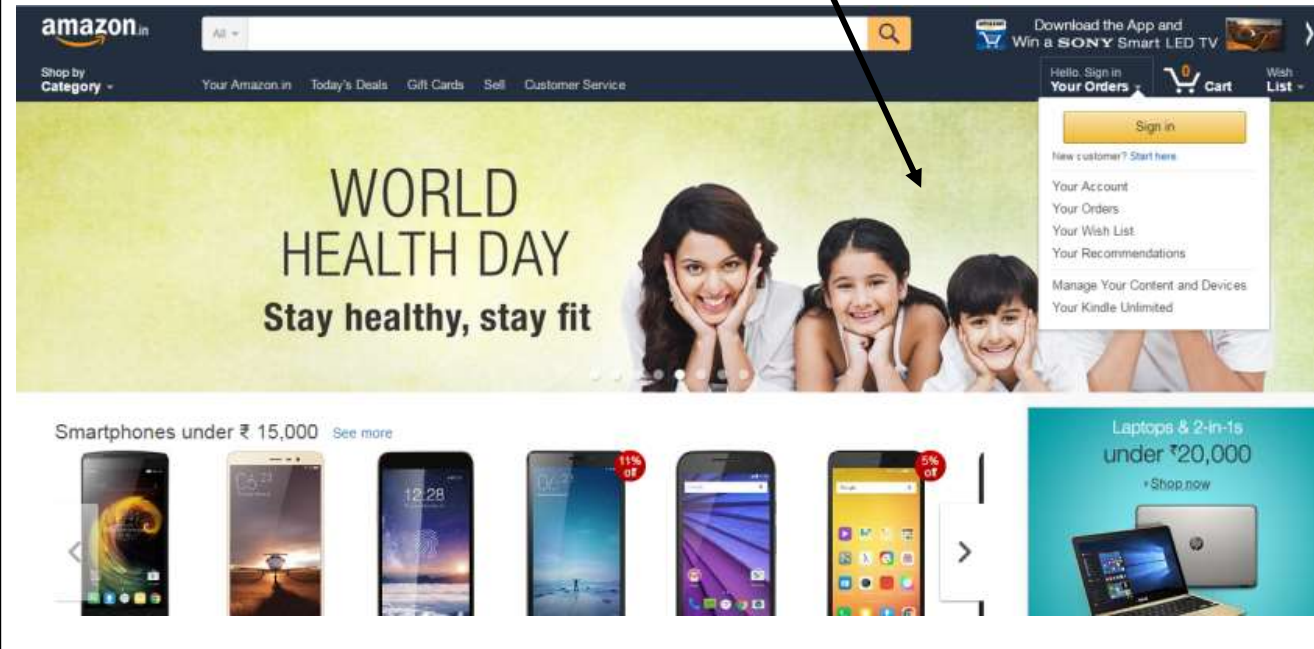 amazon.in
All
Download the App and
Win a SONY Smart LED TV
Shop by
Category
Your Amazon.in Today's Deals Gift Cards Sell Customer Service
Hello. Sign in
Your Orders
0
Cart
Wish
List
Sign in
New customer? Start here.
Your Account
Your Orders
Your Wish List
Your Recommendations
Manage Your Content and Devices
Your Kindle Unlimited
WORLD
HEALTH DAY
Stay healthy, stay fit
Smartphones under ₹ 15,000 See more
11%
off
5%
off
12:28
Laptops & 2-in-1s
under ₹20,000
Shop now